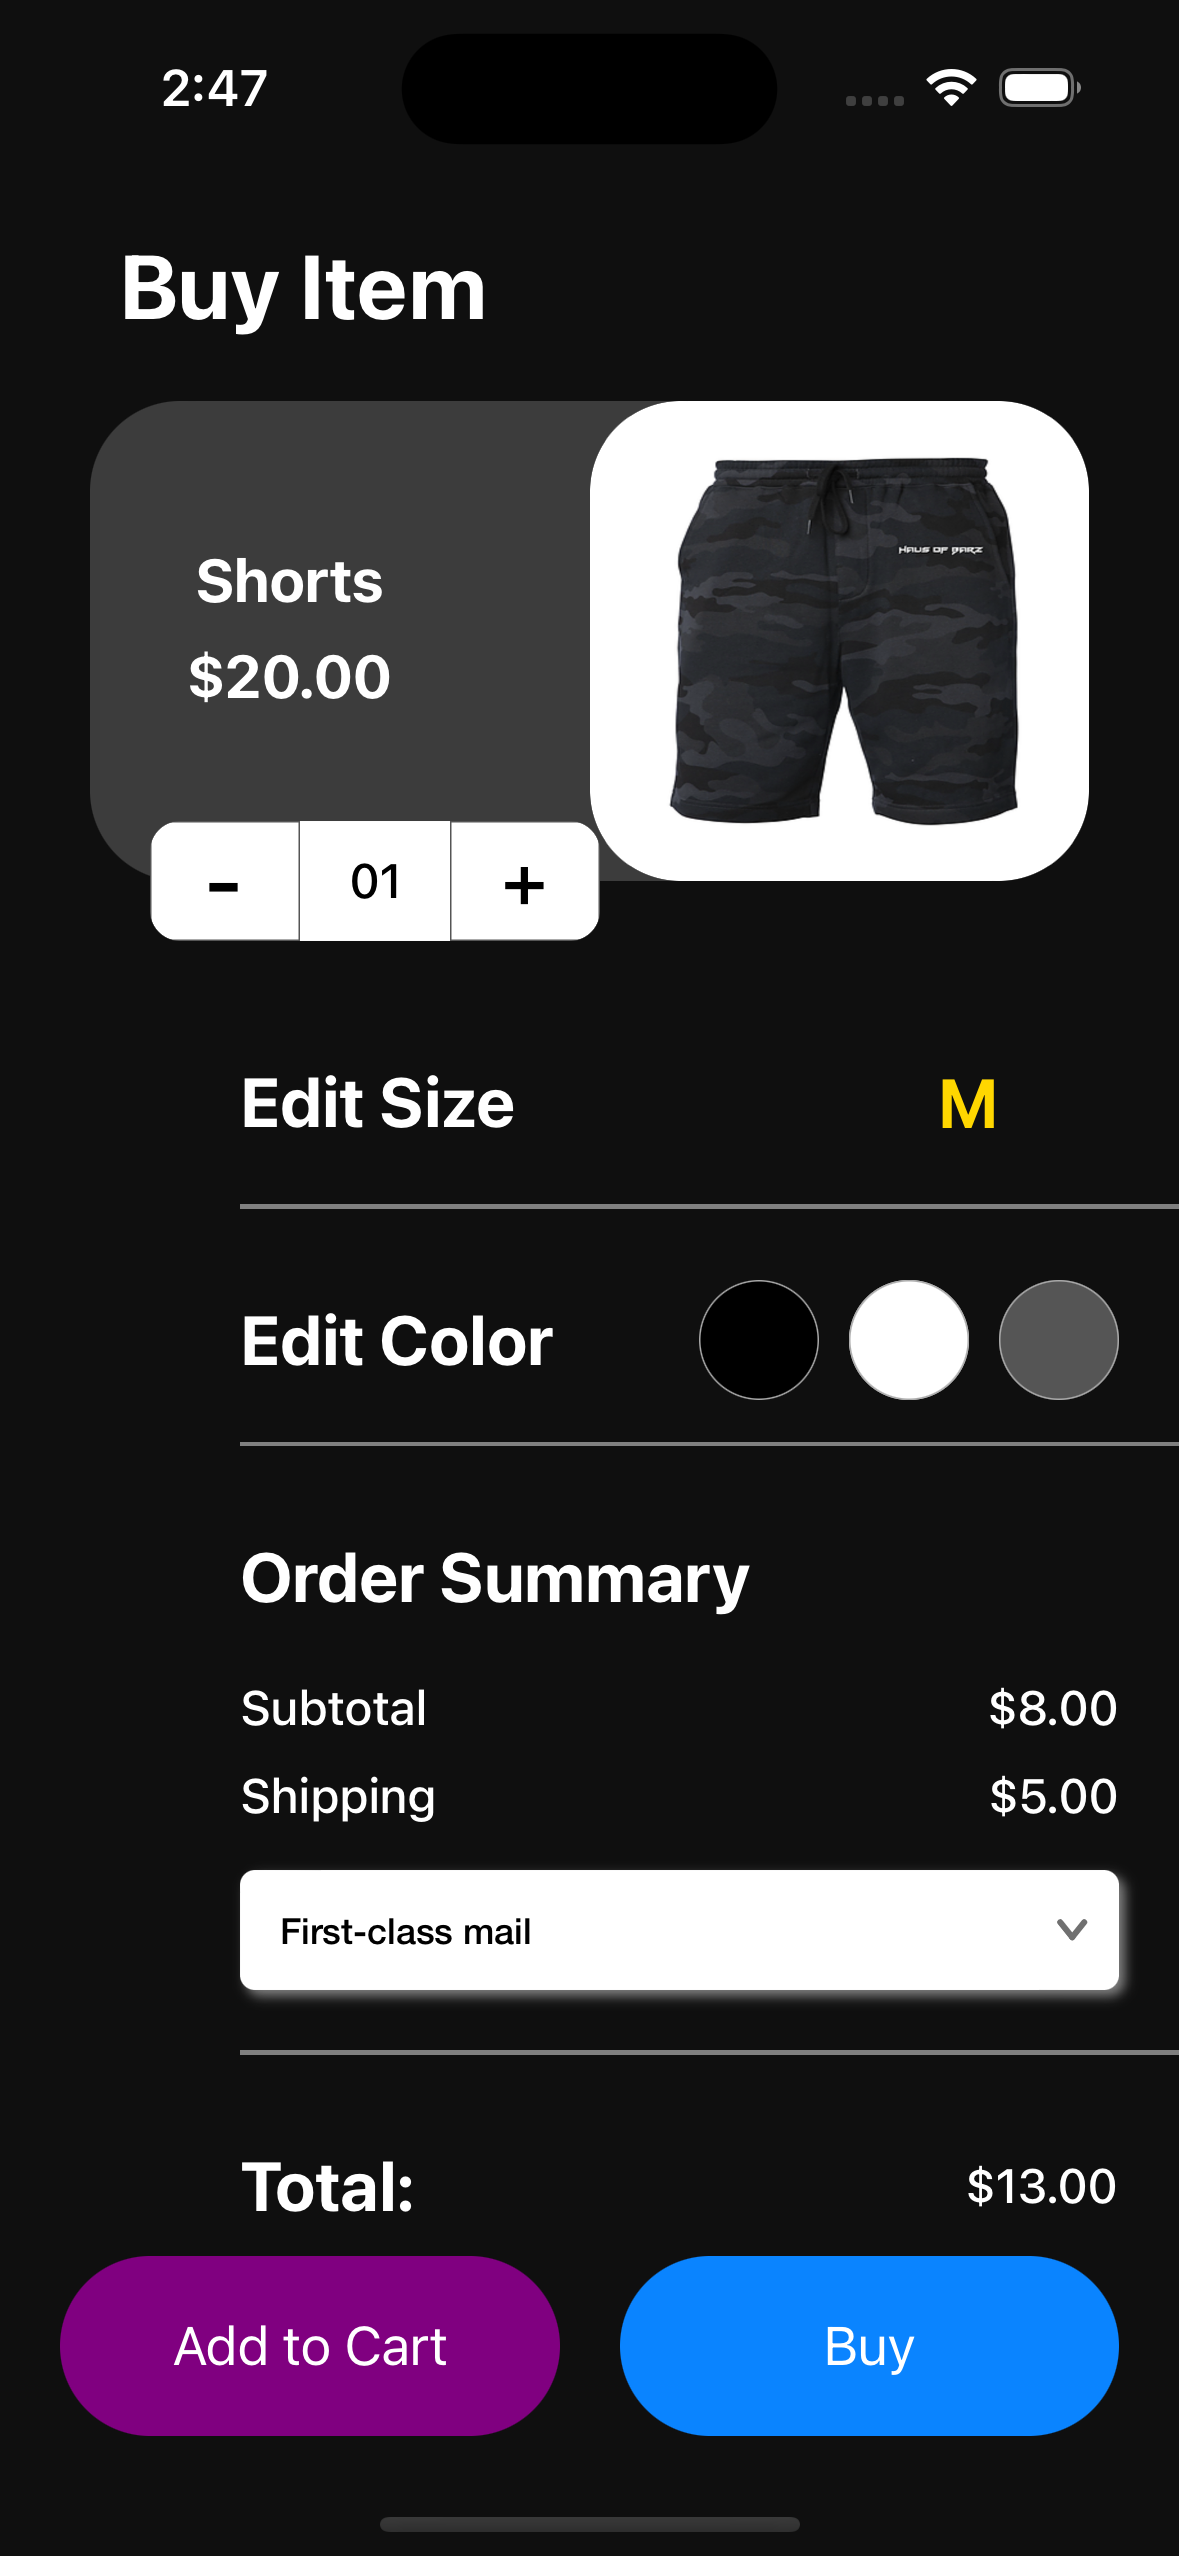 2:47
Buy Item
Shorts
$20.00
HAUS OF BARZ
- 01 +
Edit Size M
Edit Color
Order Summary
Subtotal $8.00
Shipping $5.00
First-class mail
Total: $13.00
Add to Cart Buy